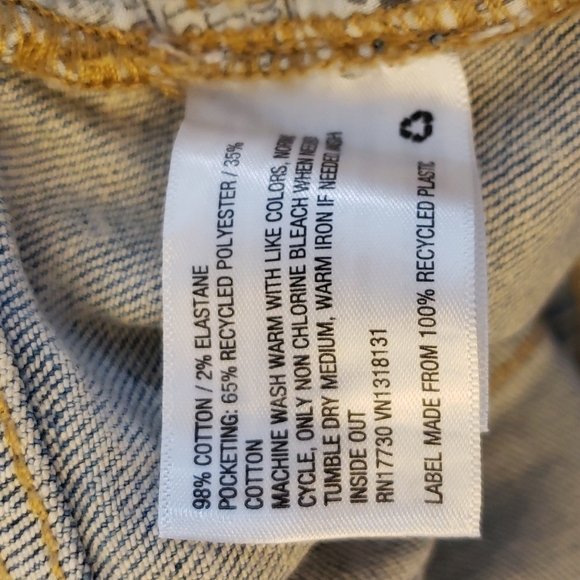 98% COTTON / 2% ELASTANE
POCKETING: 65% RECYCLED POLYESTER / 35%
COTTON
MACHINE WASH WARM WITH LIKE COLORS,
CYCLE, ONLY NON CHLORINE BLEACH WHEN
TUMBLE DRY MEDIUM, WARM IRON IF NEEDED,
INSIDE OUT
RN17730 VN1318131
LABEL MADE FROM 100% RECYCLED PLASTIC